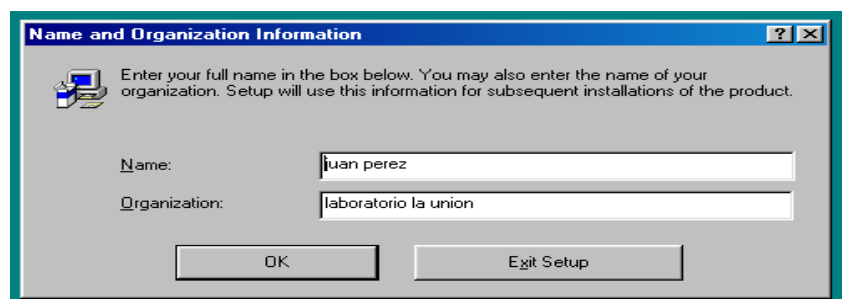 Name and Organization Information
Enter your full name in the box below. You may also enter the name of your
organization. Setup will use this information for subsequent installations of the product.
Name: juan perez
Organization: laboratorio la union
OK Exit Setup